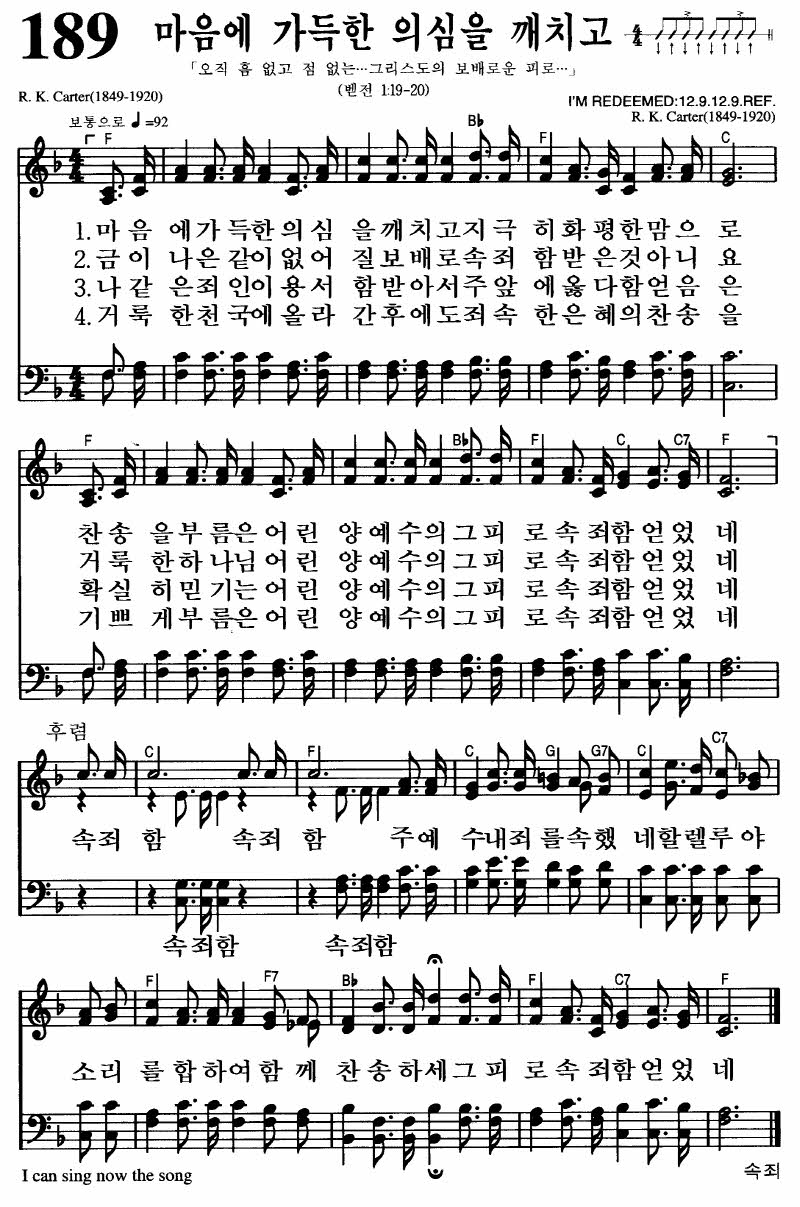 189 마음에 가득한 의심을 깨치고
「오직 흠 없고 점 없는…그리스도의 보배로운 피로…」
R. K. Carter(1849-1920)
(벧전 1:19-20)
I'M REDEEMED:12.9.12.9.REF.
R. K. Carter(1849-1920)
보통으로 ♩=92
F B♭ F C
4/4
1.마음 에가득한의심 을깨치고지극 히화평한맘으 로
2.금이 나은같이없어 질보배로속죄 함받은것아니 요
3.나같 은죄인이용서 함받아서주앞 에옳다함얻음 은
4.거룩 한천국에올라 간후에도죄속 한은혜의찬송 을
F B♭ F C C7 F
찬송 을부름은어린 양예수의그피 로속죄함얻었 네
거룩 한하나님어린 양예수의그피 로속죄함얻었 네
확실 히믿기는어린 양예수의그피 로속죄함얻었 네
기쁘 게부름은어린 양예수의그피 로속죄함얻었 네
후렴
C F C G G7 C C7
속죄 함 속죄 함 주예 수내죄를속했 네할렐루야
속죄함 속죄함
F F7 B♭ F C7 F
소리 를합하여함께 찬송하세그피 로속죄함얻었 네
I can sing now the song
속죄